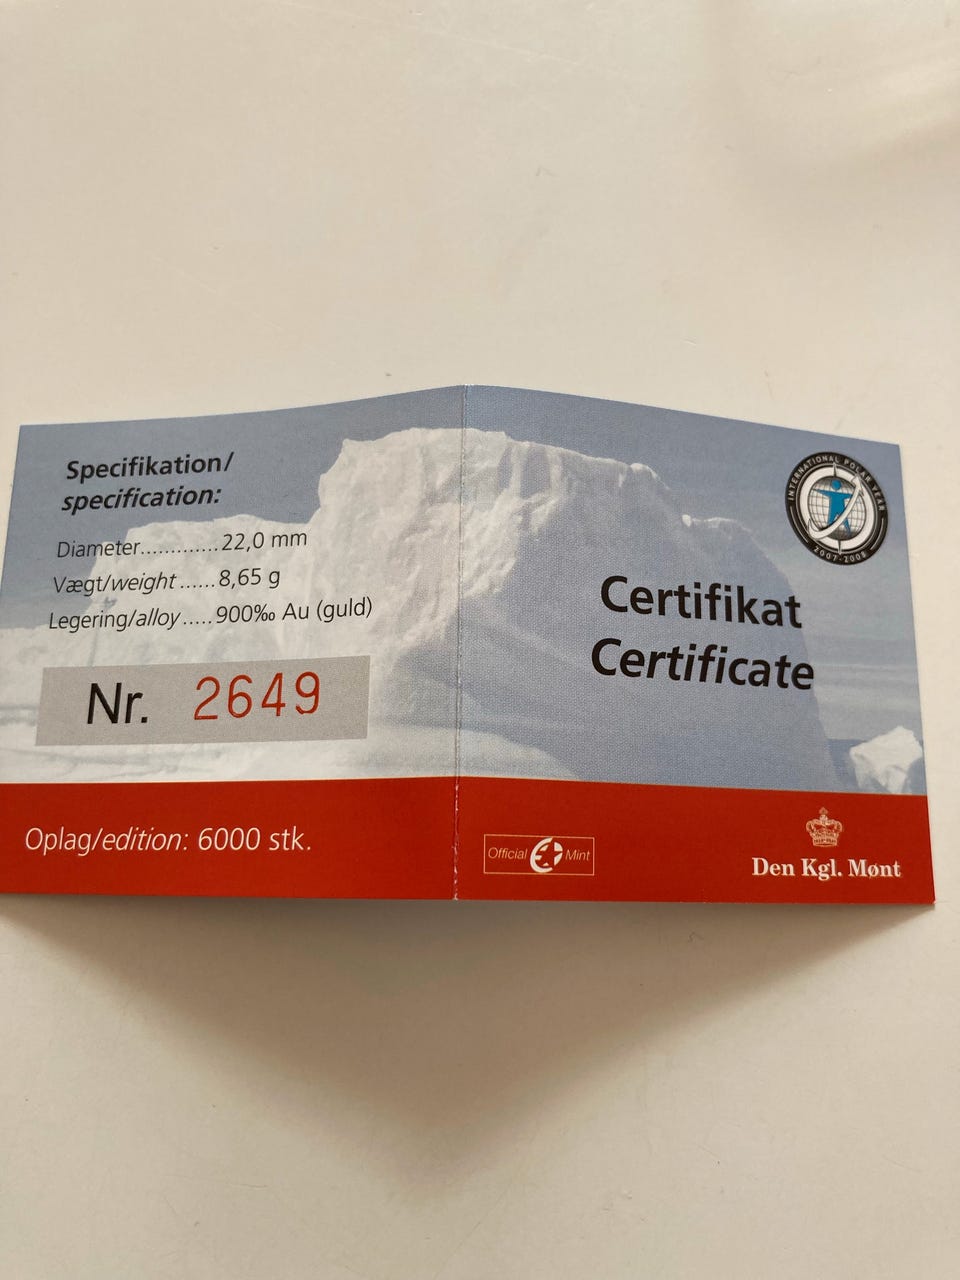 Specifikation/
specification:
Diameter.............22,0 mm
Vægt/weight ......8,65 g
Legering/alloy.....900‰ Au (guld)
Nr. 2649
Oplag/edition: 6000 stk.
INTERNATIONAL POLAR YEAR
2007-2008
Certifikat
Certificate
Official Mint
Den Kgl. Mønt